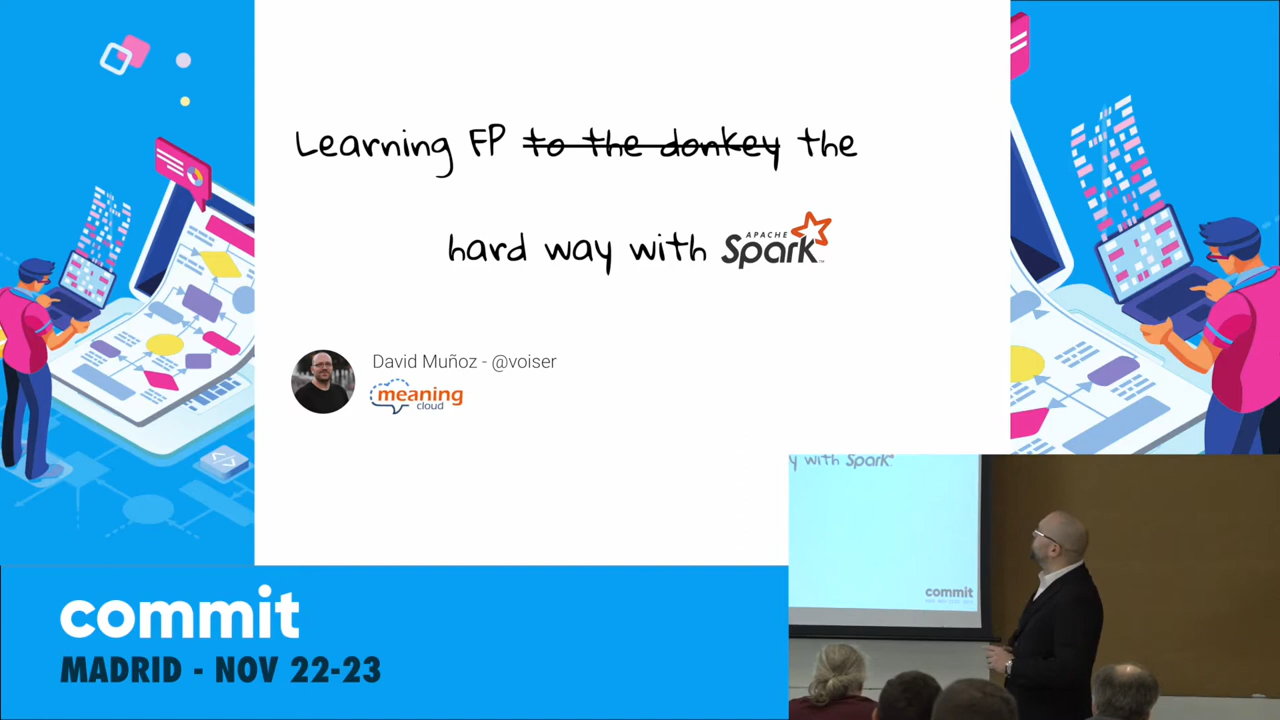 Learning FP to the donkey the
hard way with APACHE Spark™
David Muñoz - @voiser
meaning
cloud
commit
MADRID - NOV 22-23
y with Spark
commit